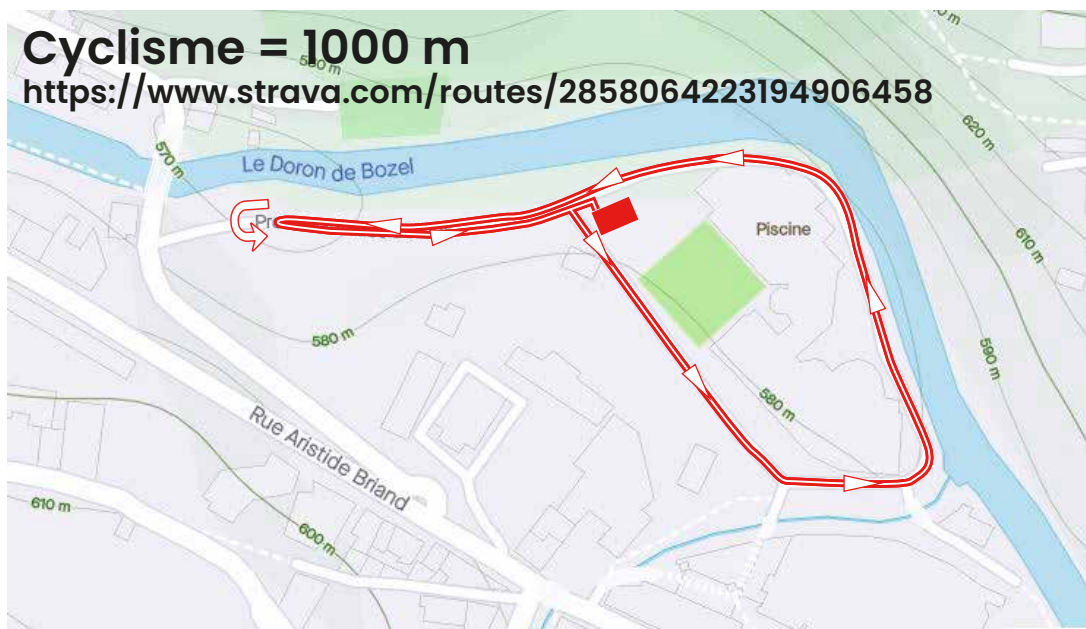 Cyclisme = 1000 m
https://www.strava.com/routes/2858064223194906458
580 m
620 m
570 m
Le Doron de Bozel
Piscine
610 m
580 m
590 m
580 m
Rue Aristide Briand
610 m
600 m